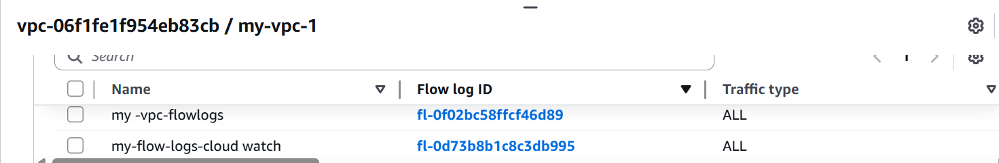 vpc-06f1fe1f954eb83cb / my-vpc-1
Search
1
Name Flow log ID Traffic type
my -vpc-flowlogs fl-0f02bc58ffcf46d89 ALL
my-flow-logs-cloud watch fl-0d73b8b1c8c3db995 ALL